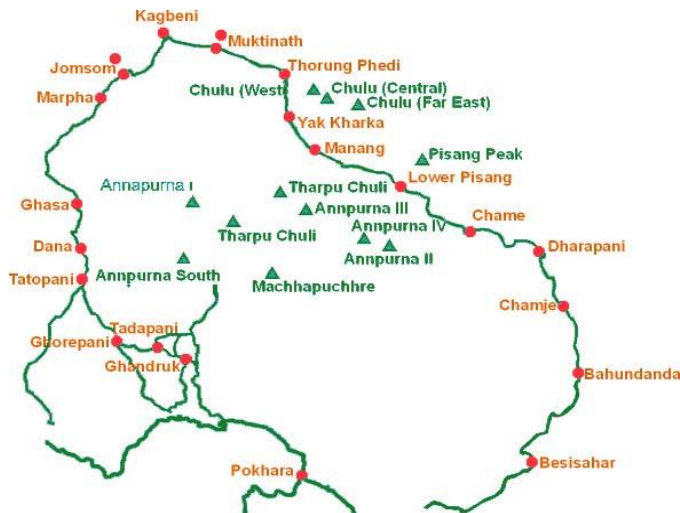 Kagbeni
Muktinath
Jomsom
Thorung Phedi
Chulu (West)
Chulu (Central)
Marpha
Chulu (Far East)
Yak Kharka
Manang
Pisang Peak
Annapurna I
Tharpu Chuli
Lower Pisang
Ghasa
Annpurna III
Annpurna IV
Chame
Tharpu Chuli
Dana
Annpurna II
Dharapani
Tatopani
Annpurna South
Machhapuchhre
Chamje
Tadapani
Ghorepani
Ghandruk
Bahundanda
Pokhara
Besisahar